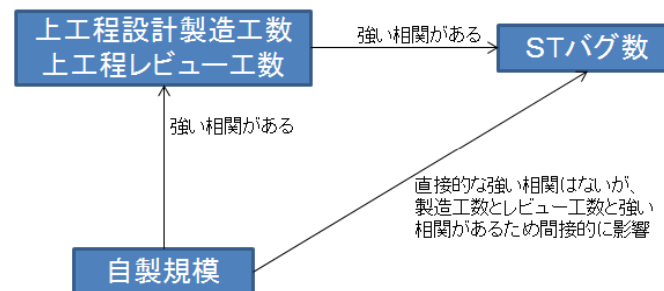 上工程設計製造工数
上工程レビュー工数
強い相関がある
STバグ数
強い相関がある
直接的な強い相関はないが、
製造工数とレビュー工数と強い
相関があるため間接的に影響
自製規模